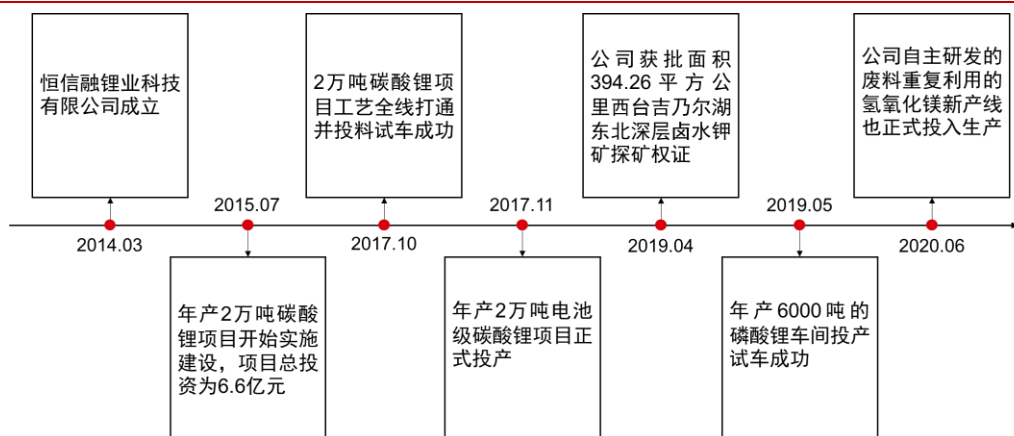 恒信融锂业科技
有限公司成立
2万吨碳酸锂项
目工艺全线打通
并投料试车成功
公司获批面积
394.26平方公
里西台吉乃尔湖
东北深层卤水钾
矿探矿权证
公司自主研发的
废料重复利用的
氢氧化镁新产线
也正式投入生产
2015.07
2017.11
2019.05
2014.03
2017.10
2019.04
2020.06
年产2万吨碳酸
锂项目开始实施
建设，项目总投
资为6.6亿元
年产2万吨电池
级碳酸锂项目正
式投产
年产6000吨的
磷酸锂车间投产
试车成功